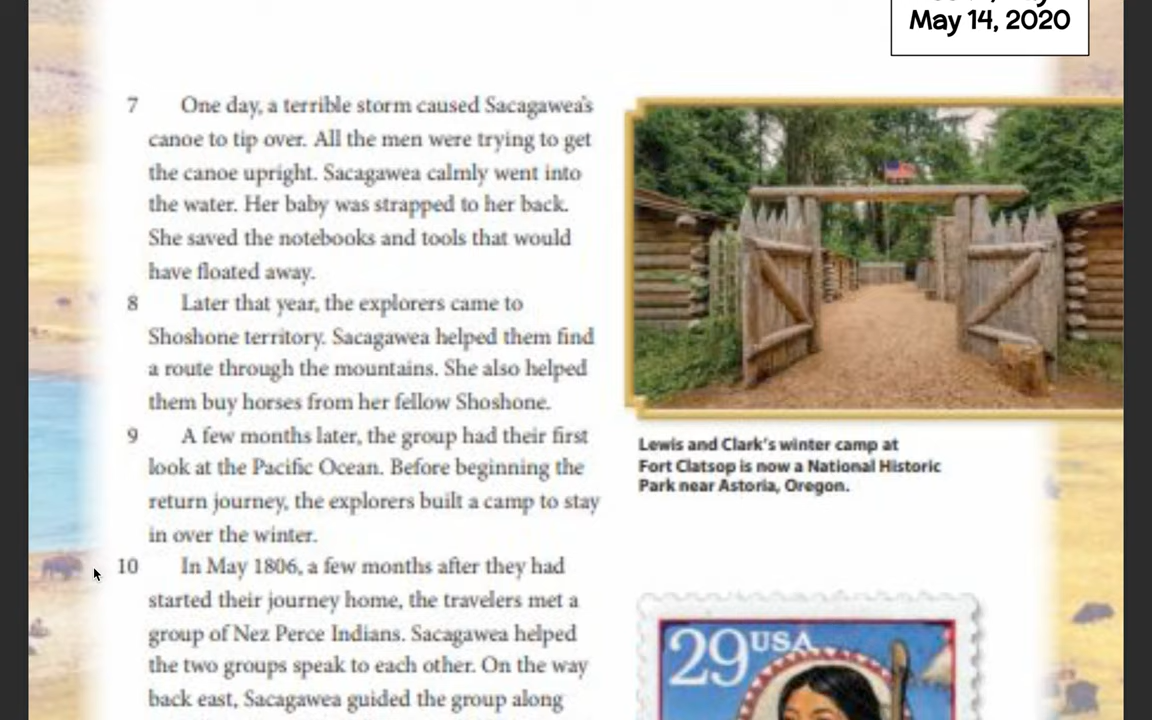 May 14, 2020
7 One day, a terrible storm caused Sacagawea's
canoe to tip over. All the men were trying to get
the canoe upright. Sacagawea calmly went into
the water. Her baby was strapped to her back.
She saved the notebooks and tools that would
have floated away.
8 Later that year, the explorers came to
Shoshone territory. Sacagawea helped them find
a route through the mountains. She also helped
them buy horses from her fellow Shoshone.
9 A few months later, the group had their first
look at the Pacific Ocean. Before beginning the
return journey, the explorers built a camp to stay
in over the winter.
10 In May 1806, a few months after they had
started their journey home, the travelers met a
group of Nez Perce Indians. Sacagawea helped
the two groups speak to each other. On the way
back east, Sacagawea guided the group along
Lewis and Clark's winter camp at
Fort Clatsop is now a National Historic
Park near Astoria, Oregon.
29 USA